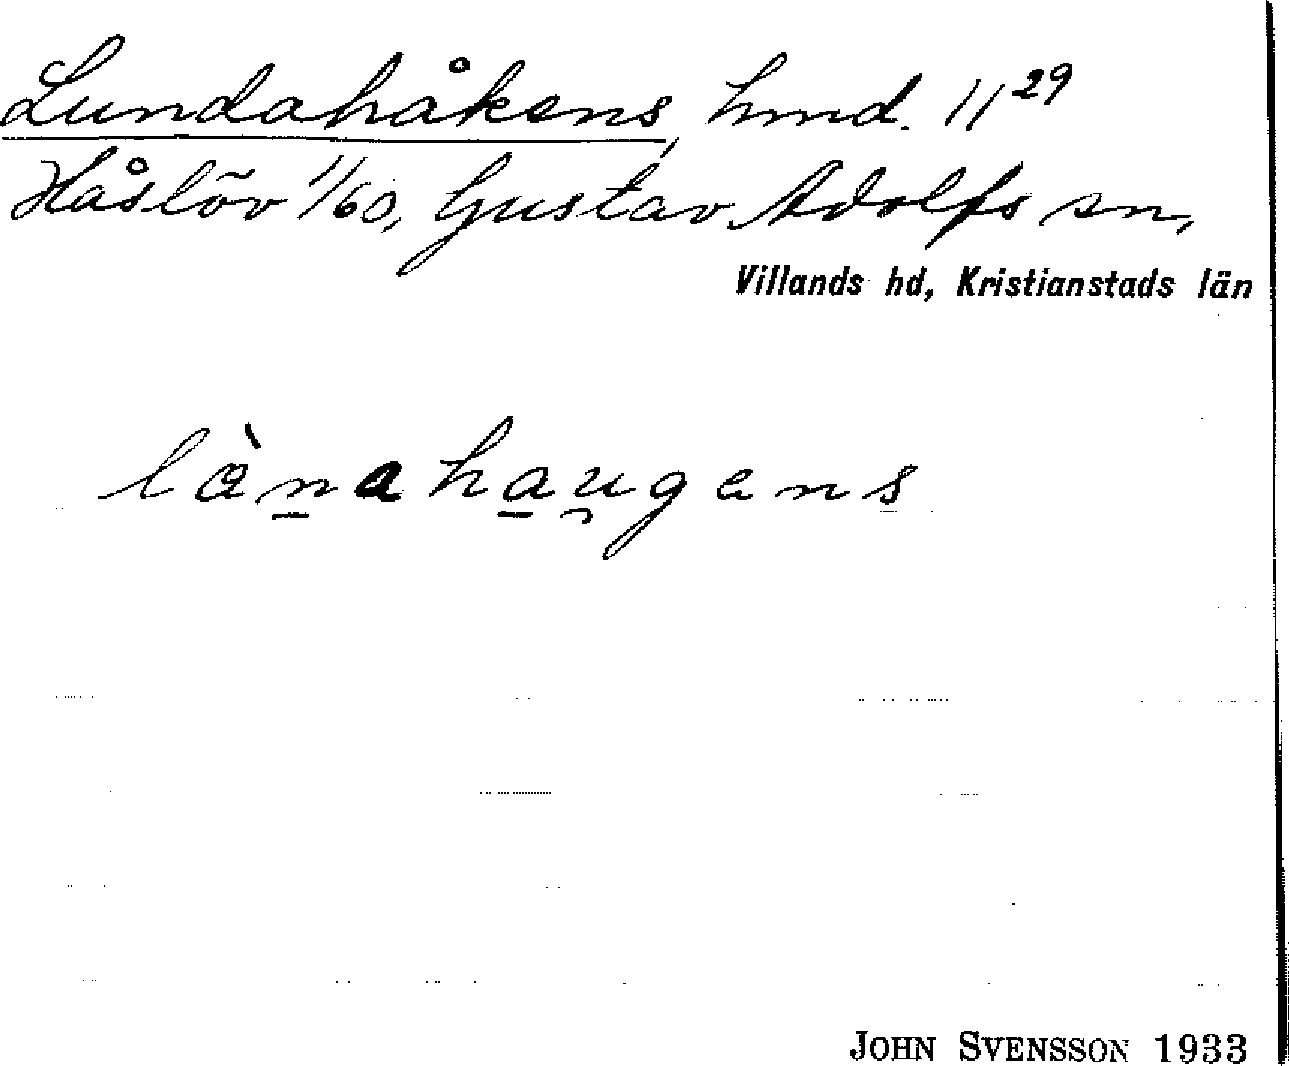 Lundahåkens, hmd. 11²⁹
Håslöv 1/60, Gustav Adolfs sn,
Villands hd, Kristianstads län
lànahaugens
JOHN SVENSSON 1933